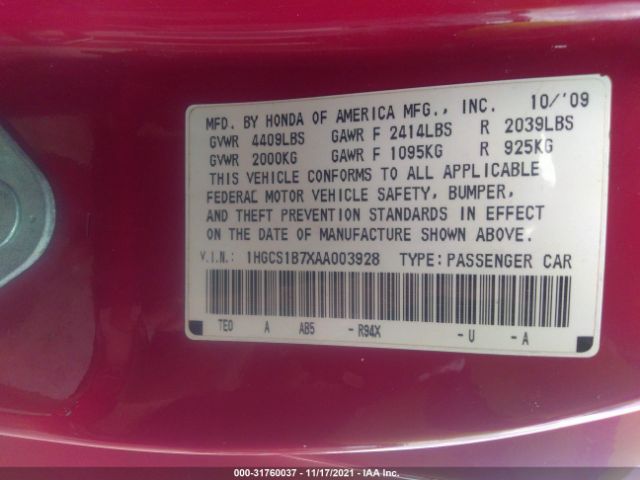 MFD. BY HONDA OF AMERICA MFG., INC. 10/'09
GVWR 4409LBS GAWR F 2414LBS R 2039LBS
GVWR 2000KG GAWR F 1095KG R 925KG
THIS VEHICLE CONFORMS TO ALL APPLICABLE
FEDERAL MOTOR VEHICLE SAFETY, BUMPER,
AND THEFT PREVENTION STANDARDS IN EFFECT
ON THE DATE OF MANUFACTURE SHOWN ABOVE.
V.I.N.: 1HGCS1B7XAA003928 TYPE: PASSENGER CAR
TE0 A AB5 - R94X - U - A
000-31760037 - 11/17/2021 - IAA Inc.